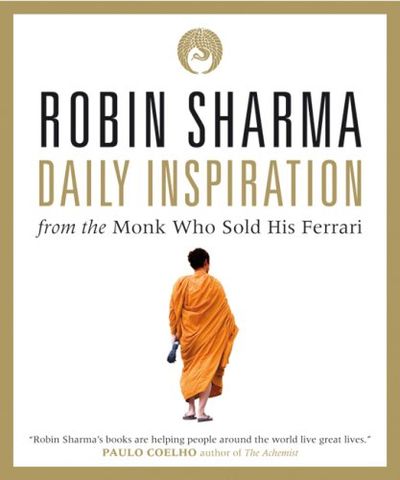 ROBIN SHARMA
DAILY INSPIRATION
from the Monk Who Sold His Ferrari
“Robin Sharma’s books are helping people around the world live great lives.”
PAULO COELHO author of The Achemist